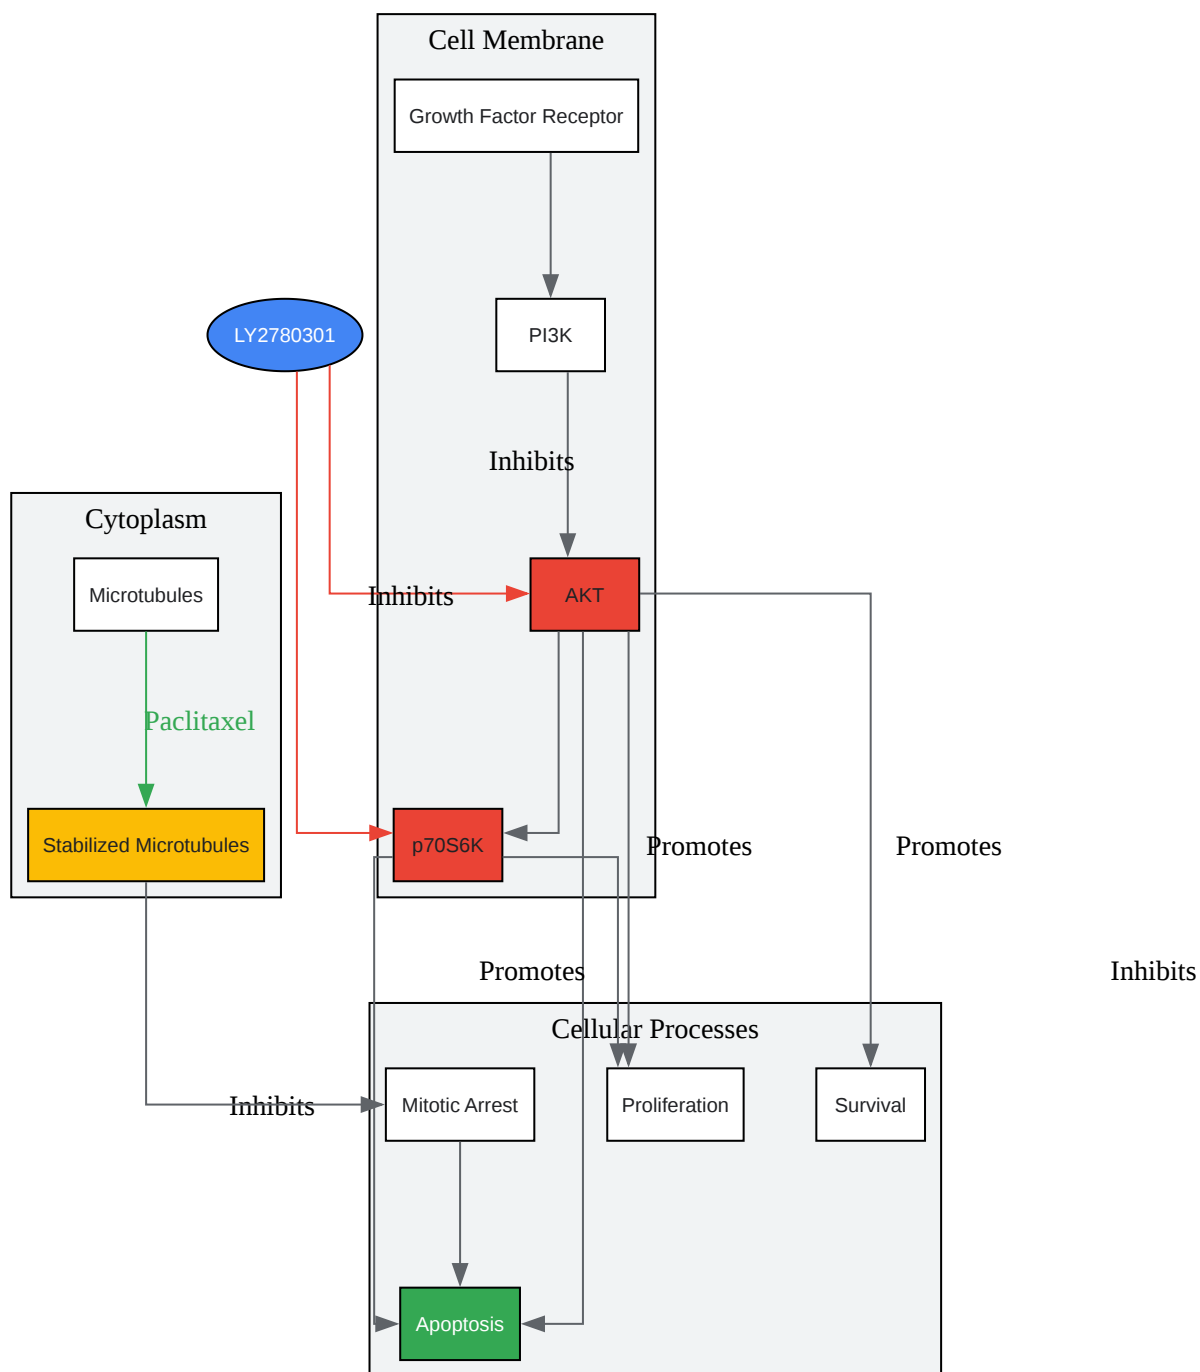 Cell Membrane
Growth Factor Receptor
LY2780301
PI3K
Inhibits
Cytoplasm
Microtubules
Inhibits
AKT
Paclitaxel
Stabilized Microtubules
p70S6K
Promotes
Promotes
Promotes
Inhibits
Cellular Processes
Inhibits
Mitotic Arrest
Proliferation
Survival
Apoptosis